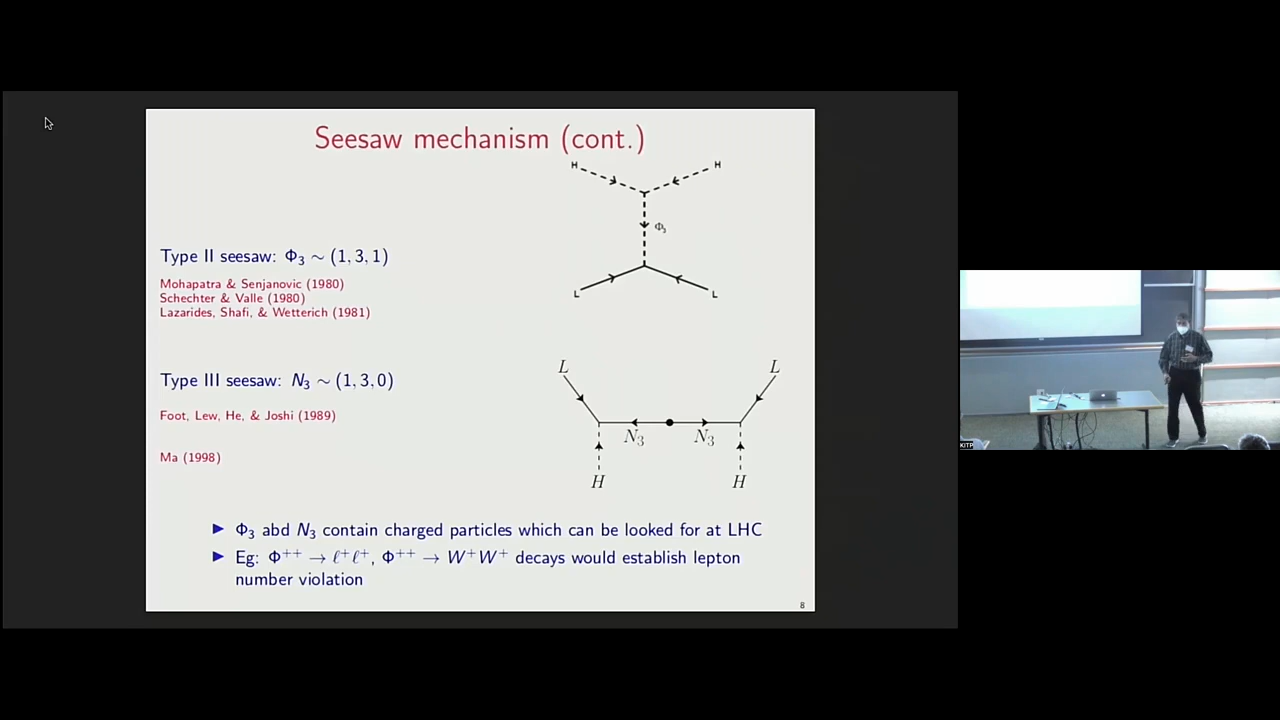 Seesaw mechanism (cont.)
H H
Φ₃
Type II seesaw: Φ₃ ∼ (1, 3, 1)
Mohapatra & Senjanovic (1980)
Schechter & Valle (1980)
Lazarides, Shafi, & Wetterich (1981)
L L
L L
Type III seesaw: N₃ ∼ (1, 3, 0)
Foot, Lew, He, & Joshi (1989)
N₃ N₃
Ma (1998)
H H
Φ₃ abd N₃ contain charged particles which can be looked for at LHC
Eg: Φ⁺⁺ → ℓ⁺ℓ⁺, Φ⁺⁺ → W⁺W⁺ decays would establish lepton
number violation
8
KITP